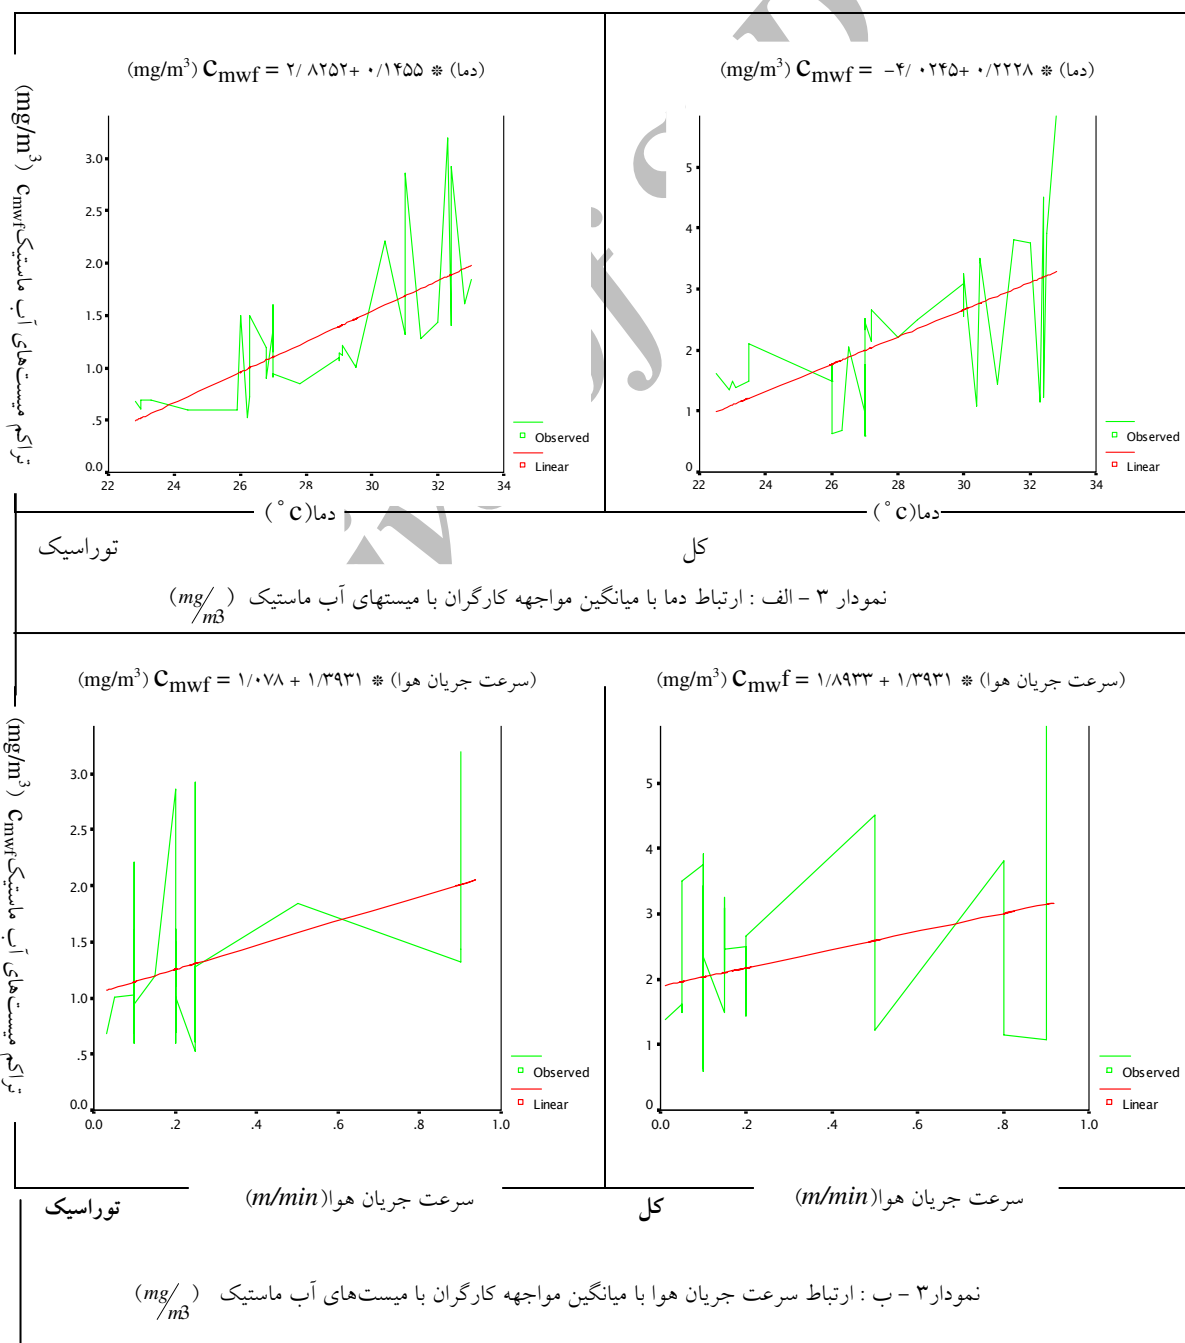 (mg/m³) Cmwf = ۲/ ۸۲۵۲+ ۰/۱۴۵۵ * (دما)
(mg/m³) Cmwf = -۴/ ۰۲۴۵+ ۰/۲۲۲۸ * (دما)
تراکم میست‌های آب ماستیک cmwf (mg/m³)
3.0
2.5
2.0
1.5
1.0
.5
0.0
22 24 26 28 30 32 34
Observed
Linear
دما(°c)
5
4
3
2
1
0
22 24 26 28 30 32 34
Observed
Linear
دما(°c)
توراسیک
کل
نمودار ۳ - الف : ارتباط دما با میانگین مواجهه کارگران با میستهای آب ماستیک (mg/m3)
(mg/m³) Cmwf = ۱/۰۷۸ + ۱/۳۹۳۱ * (سرعت جریان هوا)
(mg/m³) Cmwf = ۱/۸۹۳۳ + ۱/۳۹۳۱ * (سرعت جریان هوا)
تراکم میست‌های آب ماستیک cmwf (mg/m³)
3.0
2.5
2.0
1.5
1.0
.5
0.0
0.0 .2 .4 .6 .8 1.0
Observed
Linear
سرعت جریان هوا(m/min)
5
4
3
2
1
0
0.0 .2 .4 .6 .8 1.0
Observed
Linear
سرعت جریان هوا(m/min)
توراسیک
کل
نمودار۳ - ب : ارتباط سرعت جریان هوا با میانگین مواجهه کارگران با میست‌های آب ماستیک (mg/m3)